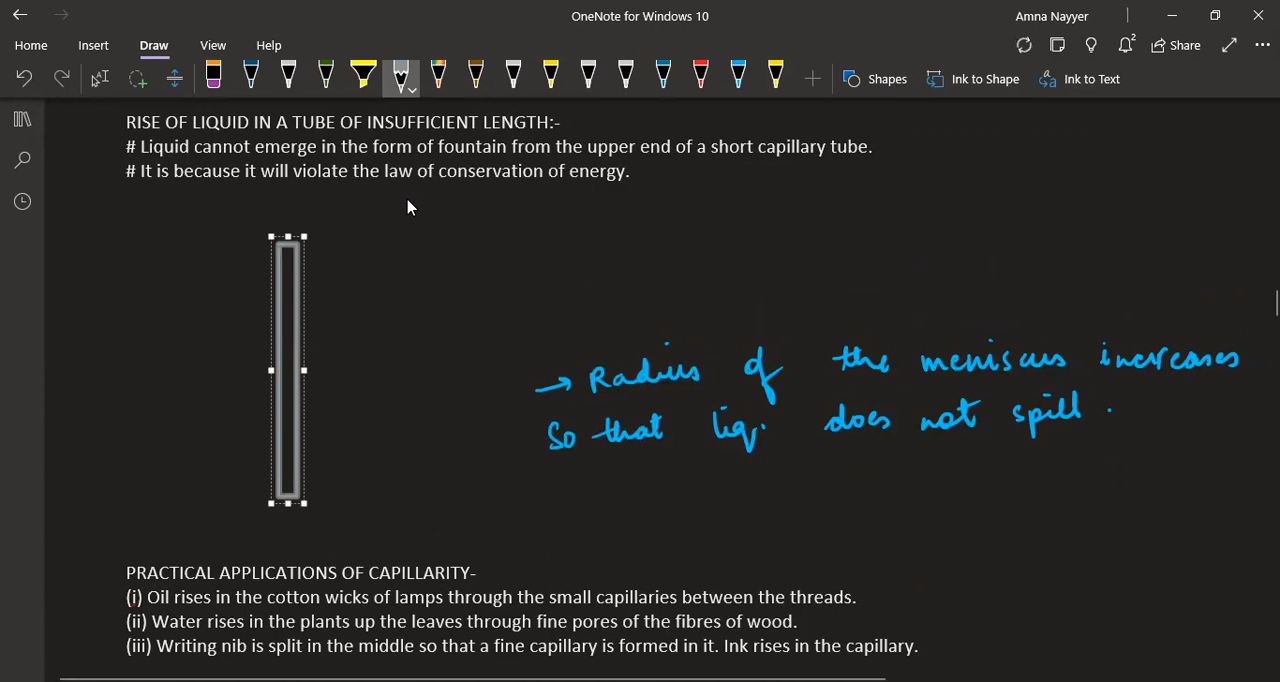 OneNote for Windows 10
Amna Nayyer
Home Insert Draw View Help
Share
Shapes
Ink to Shape
Ink to Text
RISE OF LIQUID IN A TUBE OF INSUFFICIENT LENGTH:-
# Liquid cannot emerge in the form of fountain from the upper end of a short capillary tube.
# It is because it will violate the law of conservation of energy.
→ Radius of the meniscus increases
So that liq. does not spill.
PRACTICAL APPLICATIONS OF CAPILLARITY-
(i) Oil rises in the cotton wicks of lamps through the small capillaries between the threads.
(ii) Water rises in the plants up the leaves through fine pores of the fibres of wood.
(iii) Writing nib is split in the middle so that a fine capillary is formed in it. Ink rises in the capillary.